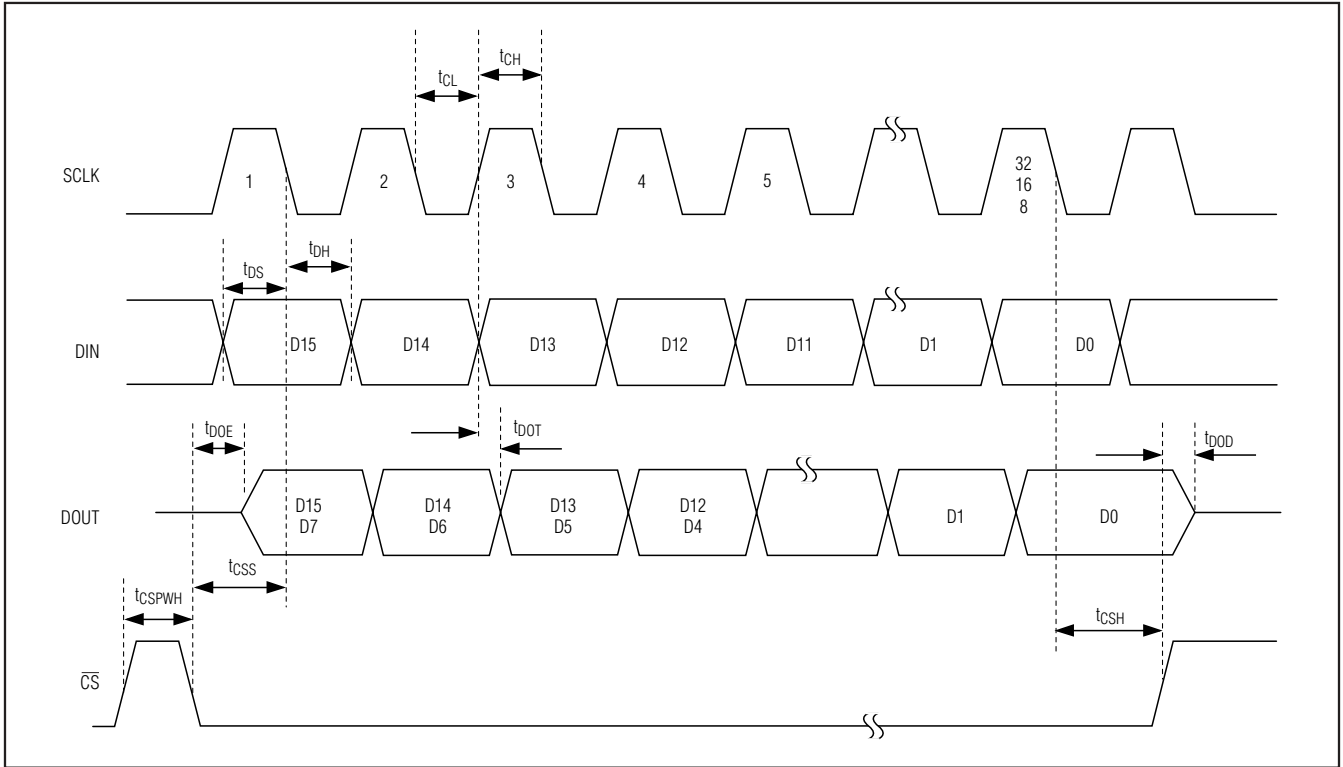 tCL
tCH
SCLK
1
2
3
4
5
32
16
8
tDS
tDH
DIN
D15
D14
D13
D12
D11
D1
D0
tDOE
tDOT
tDOD
DOUT
D15
D7
D14
D6
D13
D5
D12
D4
D1
D0
tCSS
tCSPWH
tCSH
CS